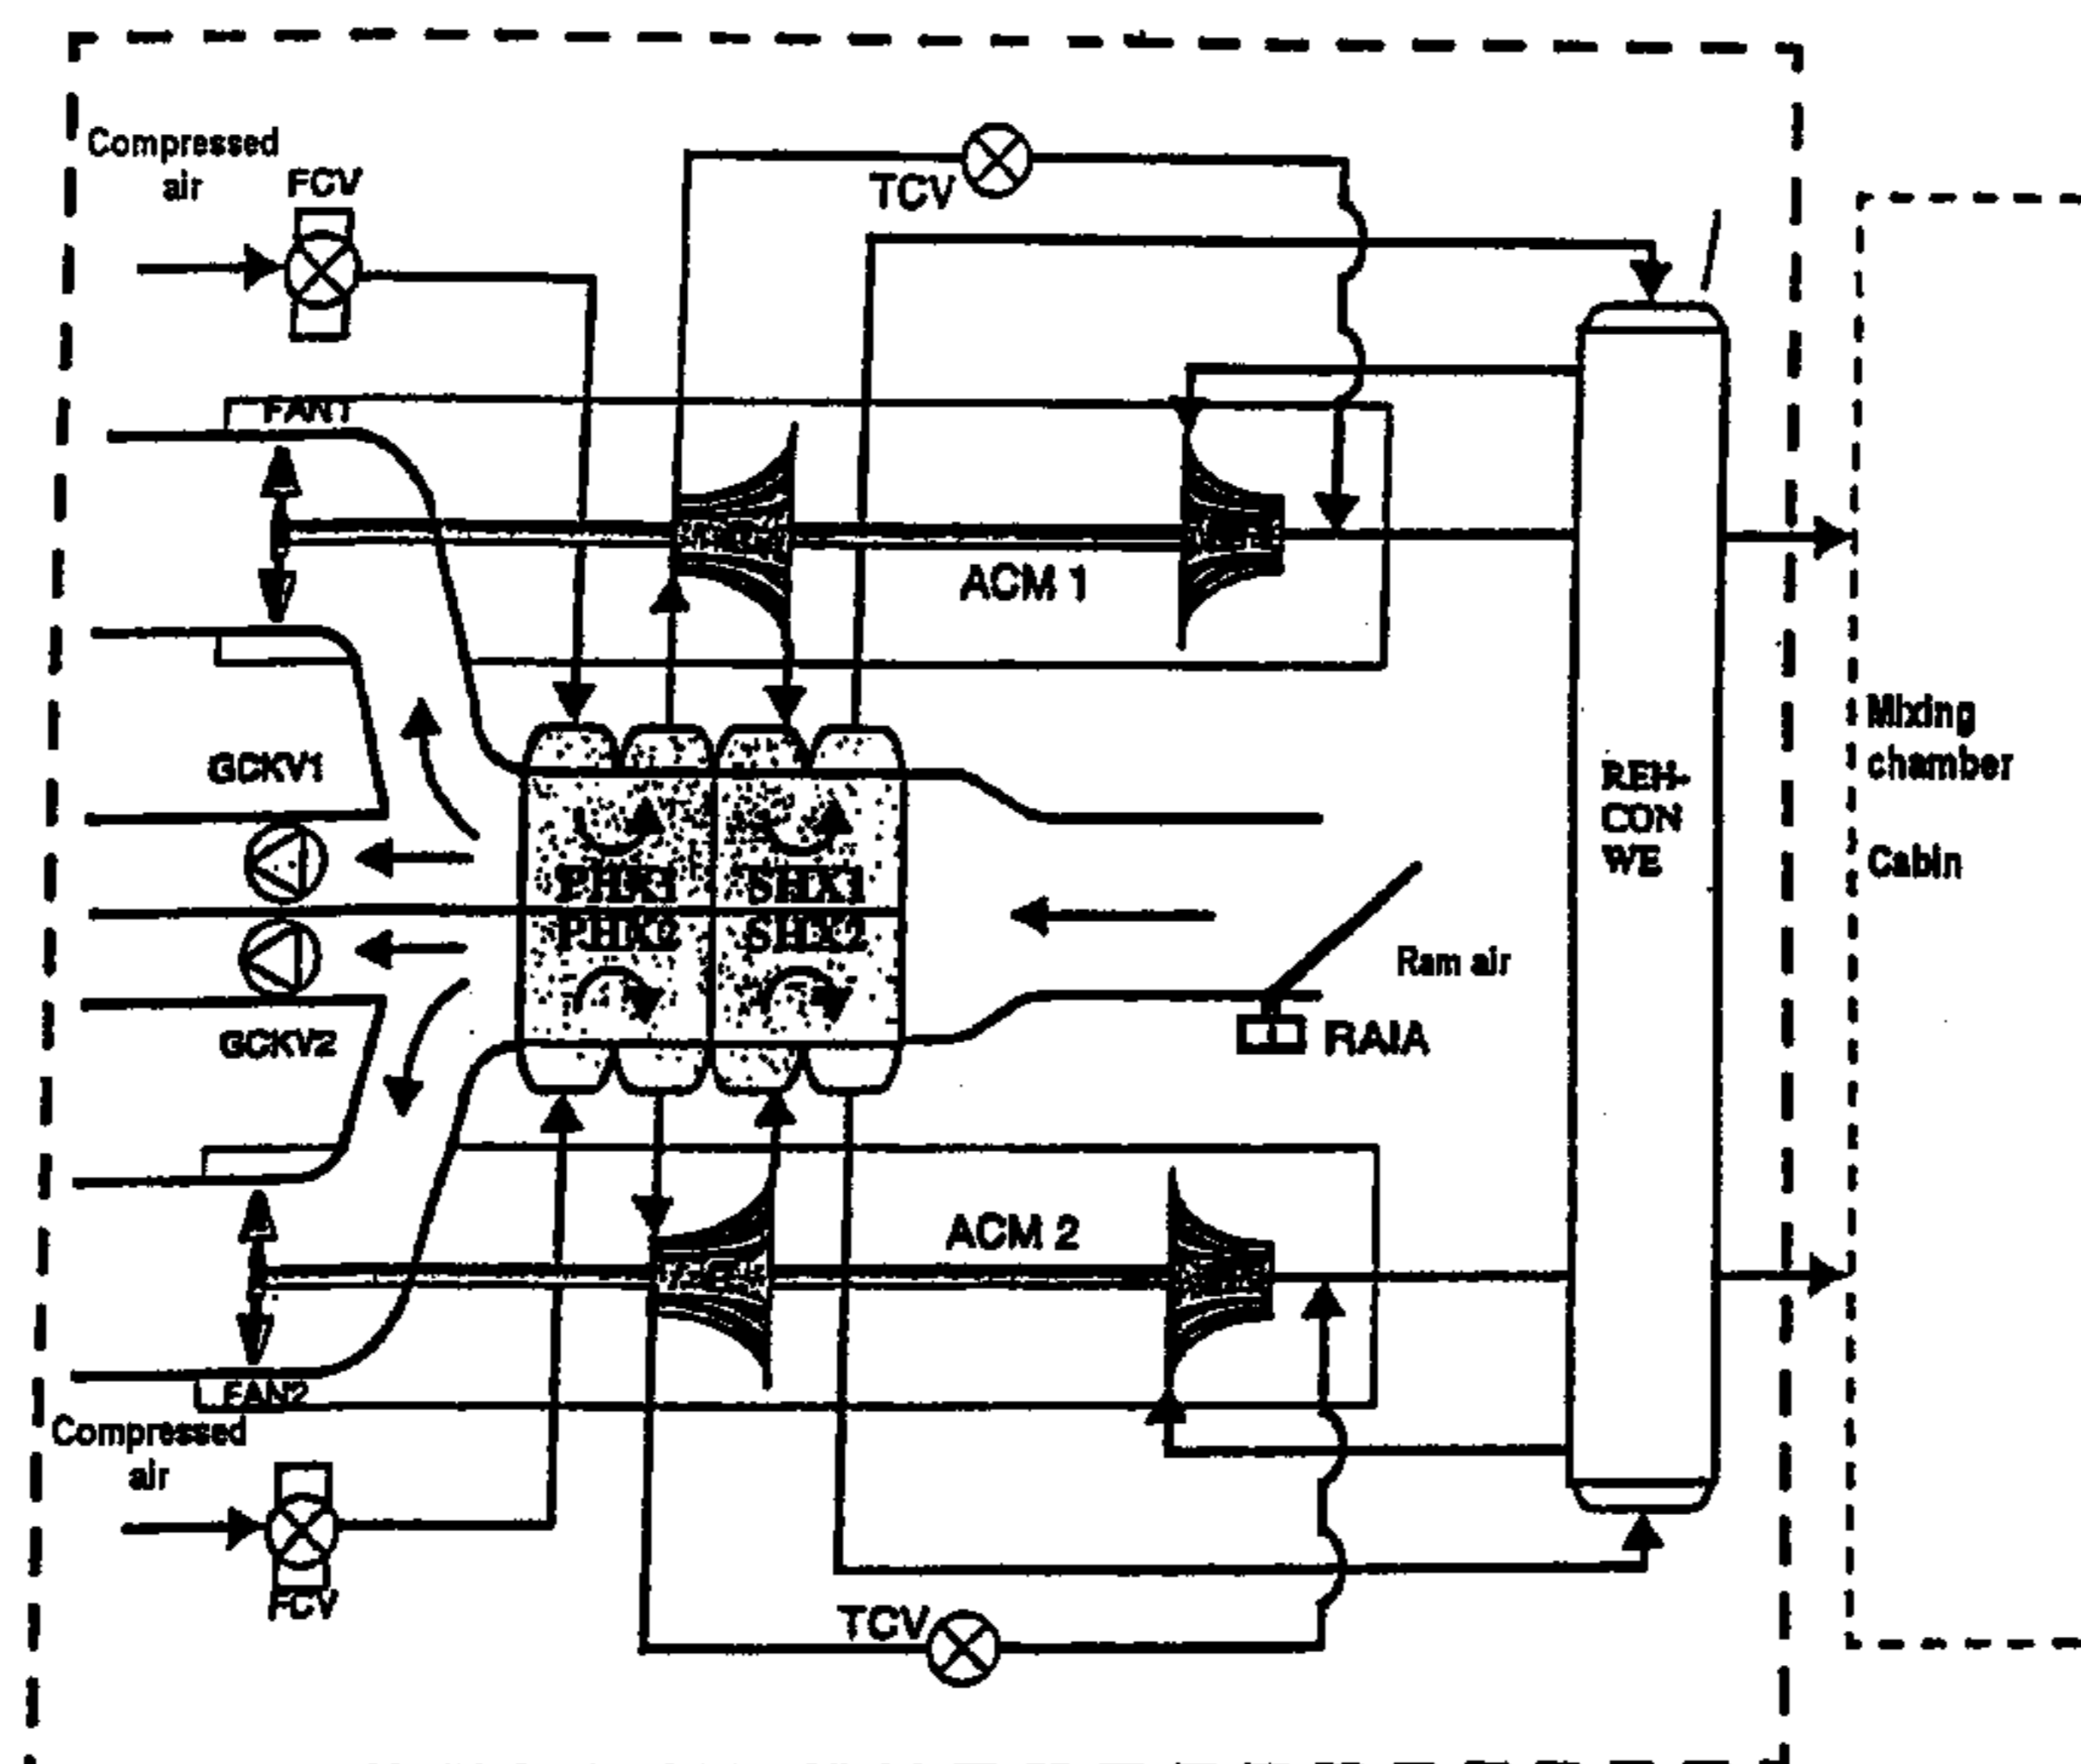 Compressed
air
FCV
TCV
FAN1
ACM 1
GCKV1
PHX1
SHX1
PHX2
SHX2
REH-
CON
WE
Mixing
chamber
Cabin
Ram air
RAIA
GCKV2
ACM 2
FAN2
Compressed
air
FCV
TCV